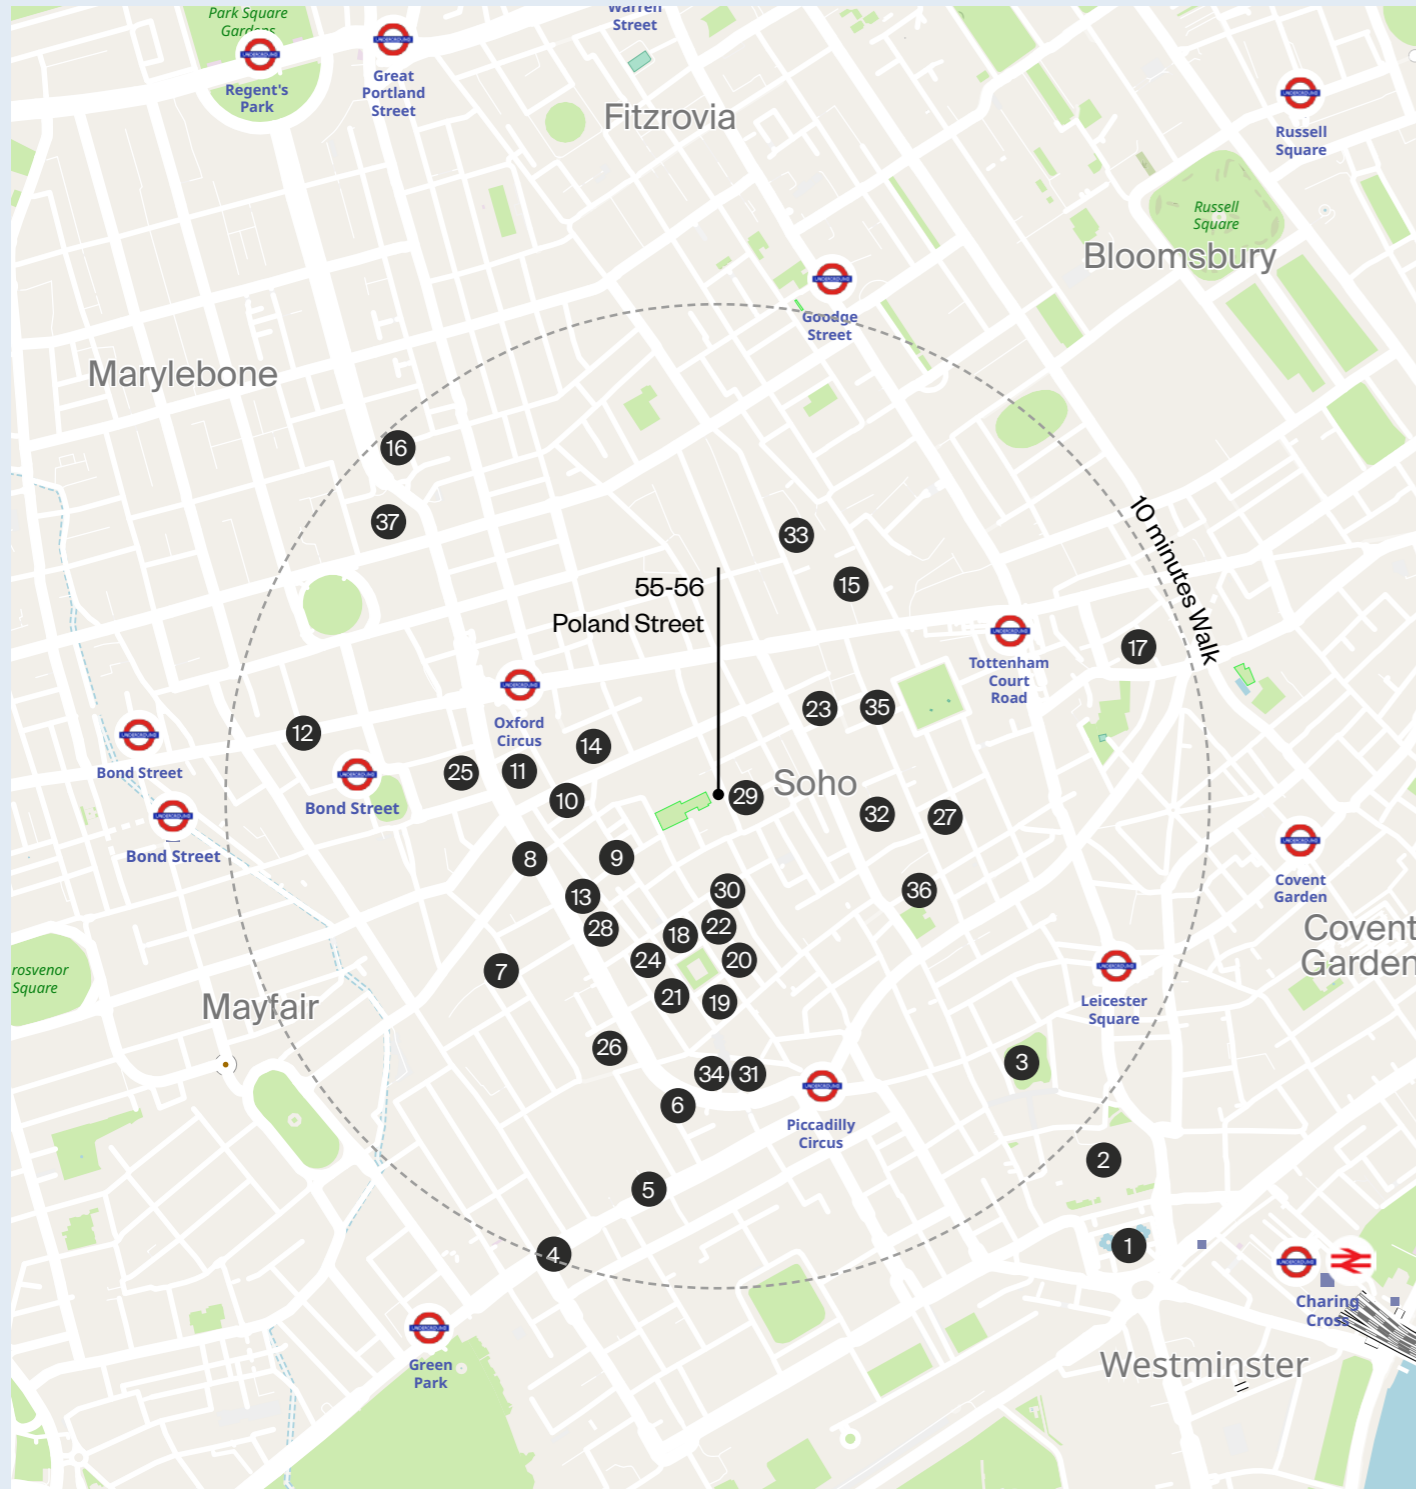 Park Square
Gardens
Regent's
Park
Great
Portland
Street
Warren
Street
Fitzrovia
Russell
Square
Russell
Square
Bloomsbury
Goodge
Street
Marylebone
16
37
33
15
10 minutes Walk
55-56
Poland Street
Tottenham
Court
Road
17
Oxford
Circus
23
35
12
14
Bond Street
25
11
Bond Street
10
29
Soho
32
27
Bond Street
8
9
13
28
30
36
Covent
Garden
Covent
Garden
18
22
24
20
7
21
19
rosvenor
Square
Mayfair
Leicester
Square
26
3
34
31
6
Piccadilly
Circus
2
5
4
1
Charing
Cross
Green
Park
Westminster